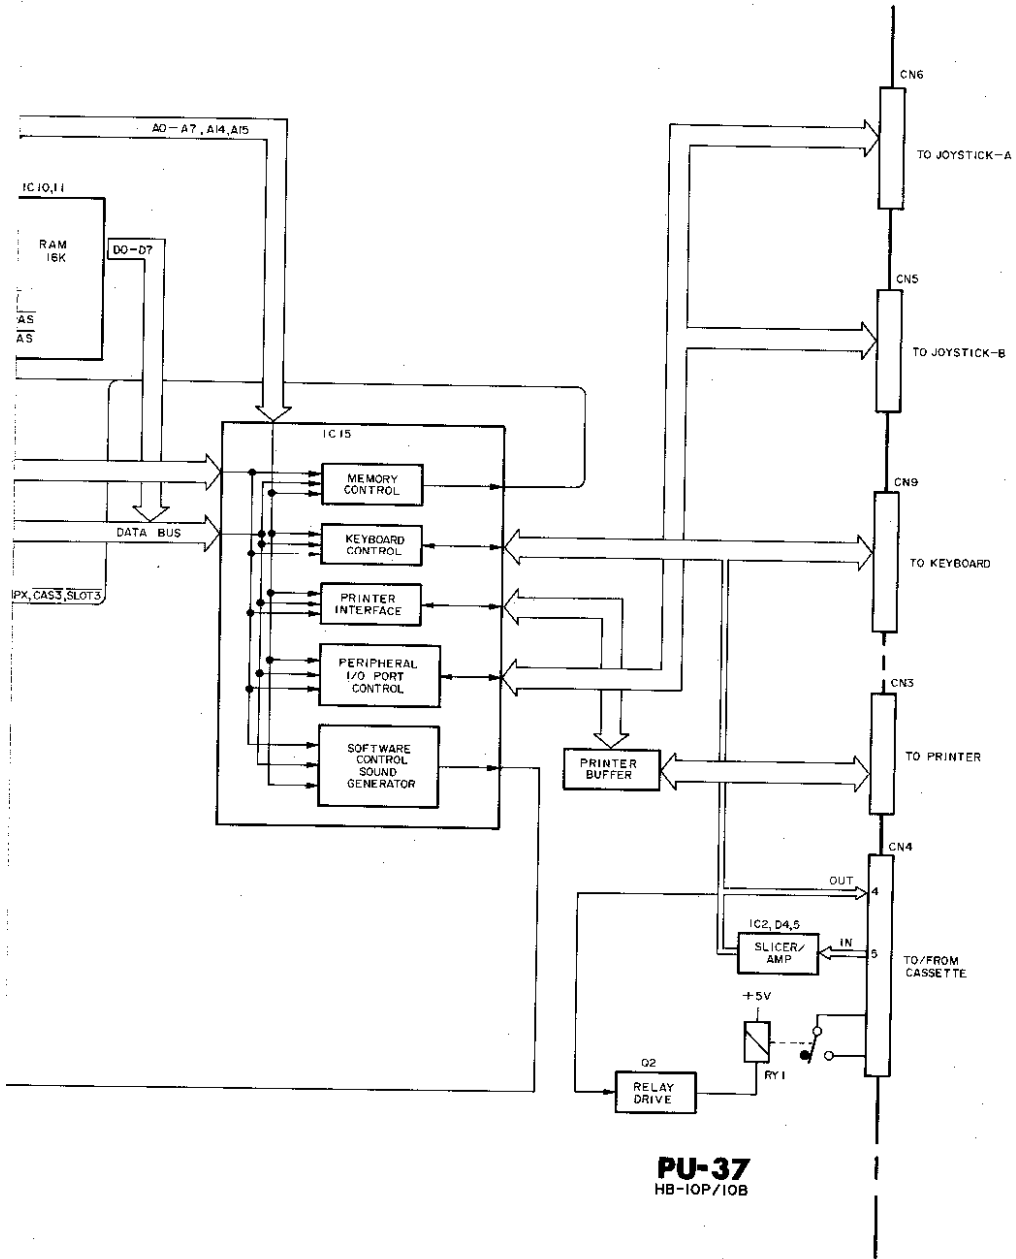 CN6
A0-A7, A14, A15
TO JOYSTICK-A
IC10,11
RAM
16K
D0-D7
CN5
AS
AS
TO JOYSTICK-B
IC15
MEMORY
CONTROL
CN9
DATA BUS
KEYBOARD
CONTROL
TO KEYBOARD
PX, CAS3, SLOT3
PRINTER
INTERFACE
PERIPHERAL
I/O PORT
CONTROL
CN3
SOFTWARE
CONTROL
SOUND
GENERATOR
PRINTER
BUFFER
TO PRINTER
CN4
OUT
4
IC2, D4,5
SLICER/
AMP
IN
5
TO/FROM
CASSETTE
+5V
RY1
Q2
RELAY
DRIVE
PU-37
HB-10P/10B